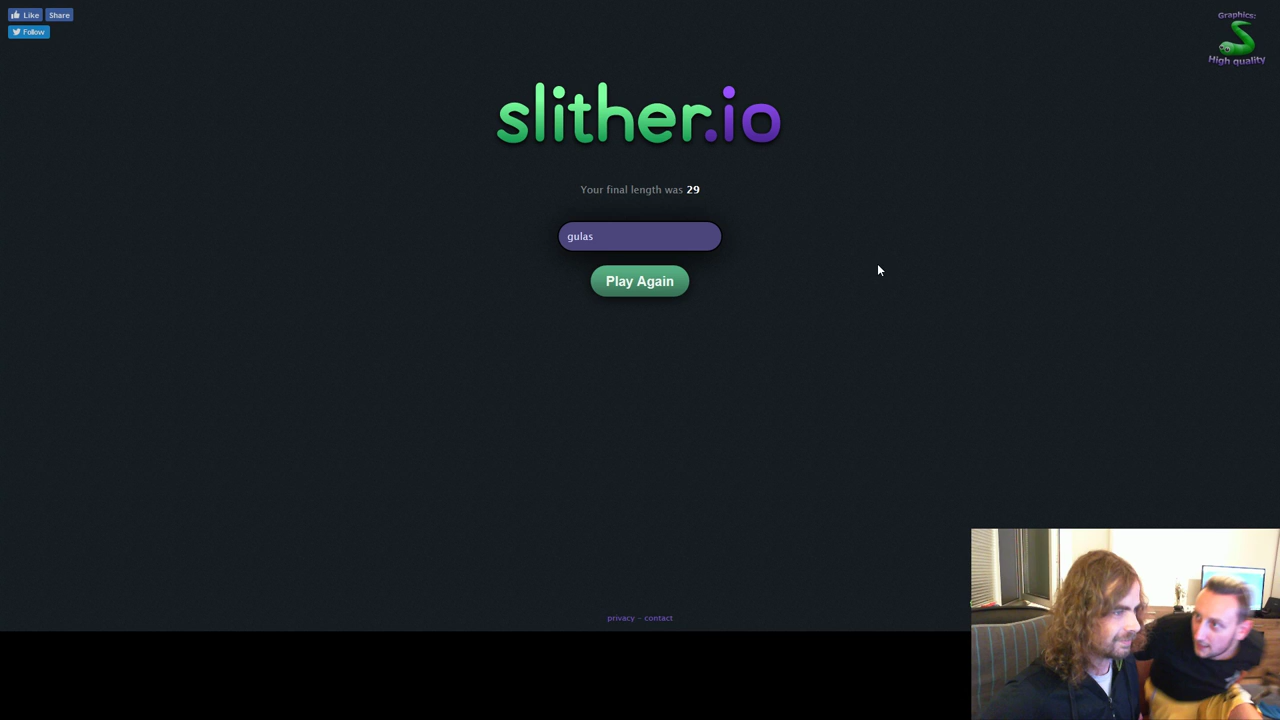 Like Share
Follow
Graphics:
High quality
slither.io
Your final length was 29
gulas
Play Again
privacy - contact